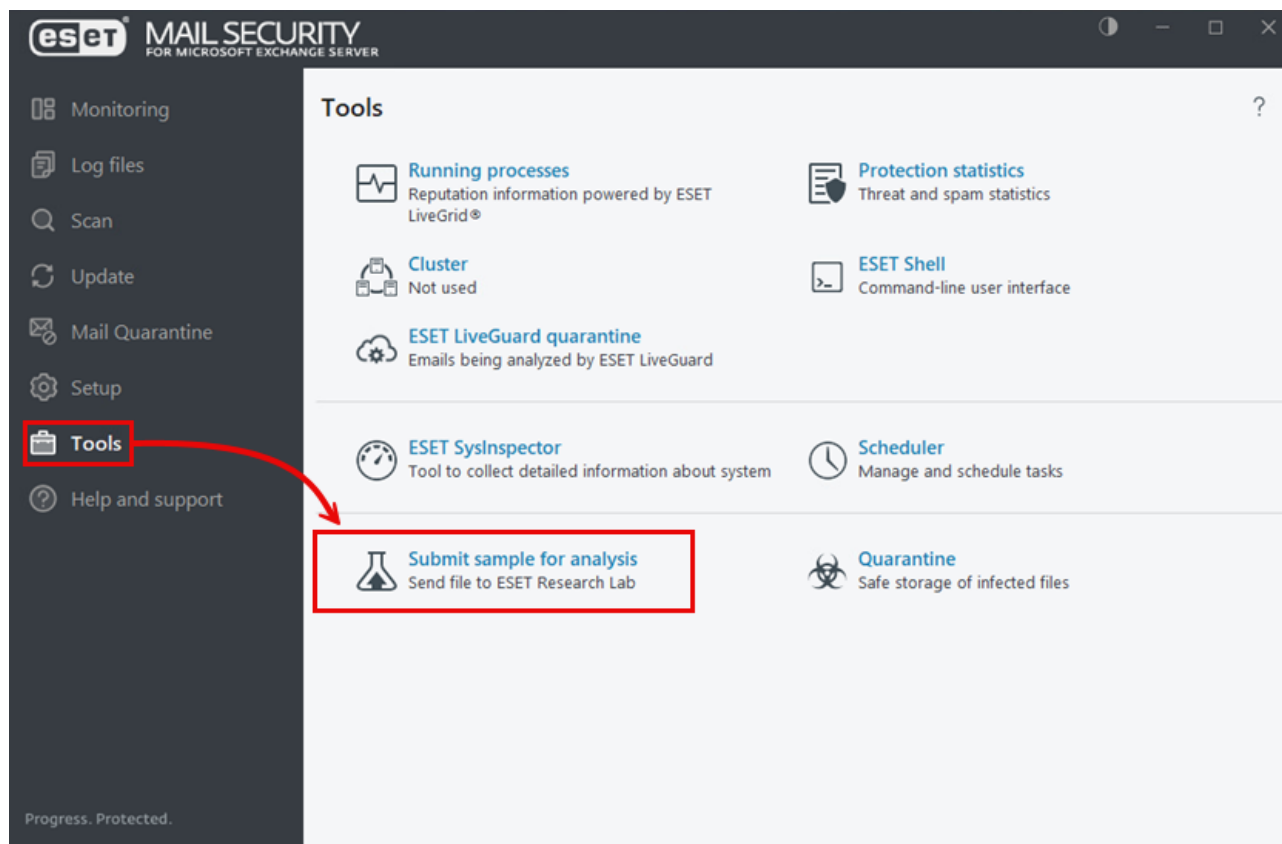 eset® MAIL SECURITY
FOR MICROSOFT EXCHANGE SERVER
Monitoring
Log files
Scan
Update
Mail Quarantine
Setup
Tools
Help and support
Progress. Protected.
Tools
?
Running processes
Reputation information powered by ESET
LiveGrid®
Protection statistics
Threat and spam statistics
Cluster
Not used
ESET Shell
Command-line user interface
ESET LiveGuard quarantine
Emails being analyzed by ESET LiveGuard
ESET SysInspector
Tool to collect detailed information about system
Scheduler
Manage and schedule tasks
Submit sample for analysis
Send file to ESET Research Lab
Quarantine
Safe storage of infected files